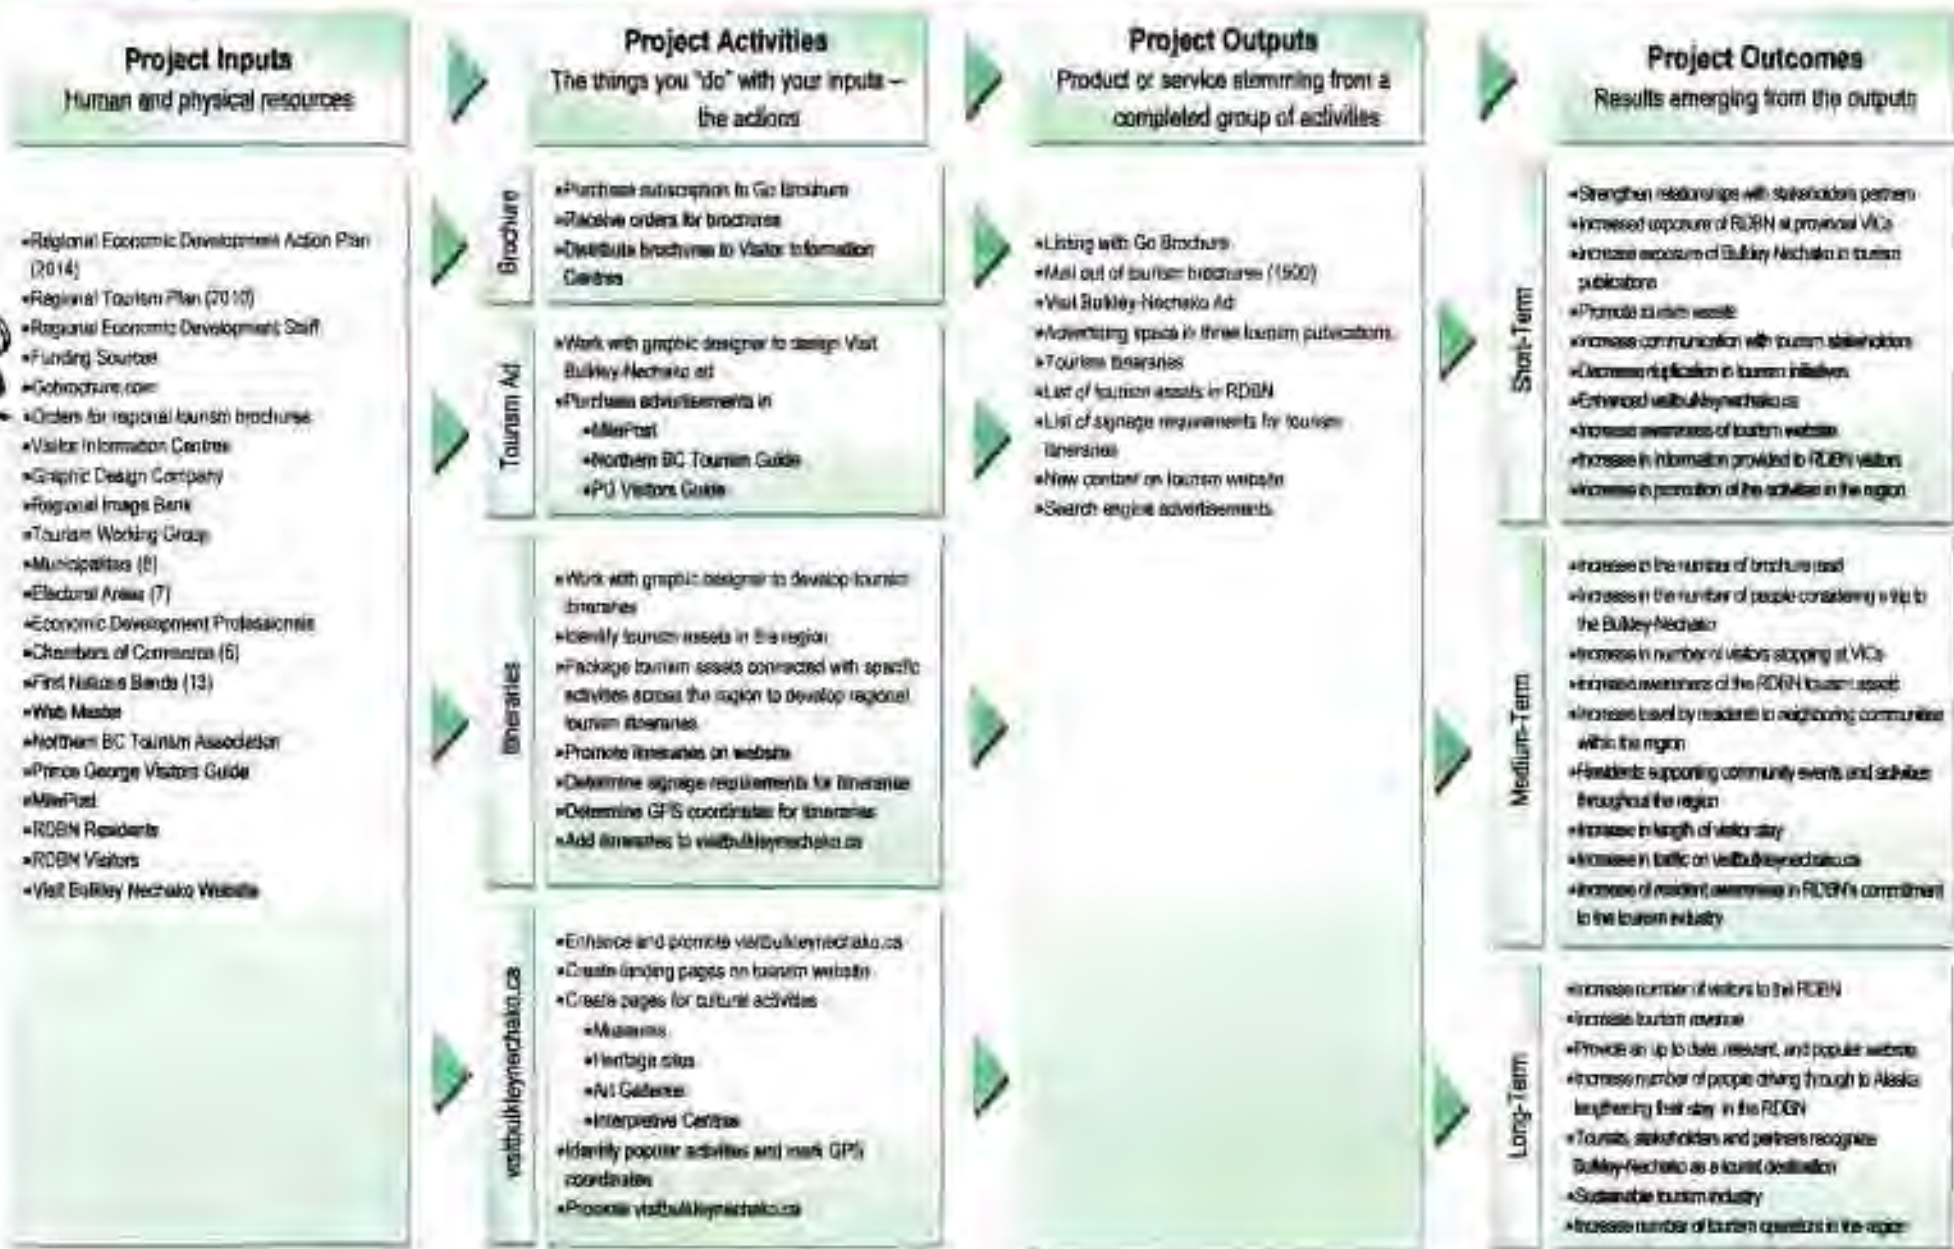 Project Inputs
Human and physical resources
Project Activities
The things you "do" with your inputs –
the actions
Project Outputs
Product or service stemming from a
completed group of activities
Project Outcomes
Results emerging from the outputs
•Regional Economic Development Action Plan
(2014)
•Regional Tourism Plan (2010)
•Regional Economic Development Staff
•Funding Sources
•Gobrochure.com
•Orders for regional tourism brochures
•Visitor Information Centres
•Graphic Design Company
•Regional Image Bank
•Tourism Working Group
•Municipalities (8)
•Electoral Areas (7)
•Economic Development Professionals
•Chambers of Commerce (6)
•First Nations Bands (13)
•Web Master
•Northern BC Tourism Association
•Prince George Visitors Guide
•MilePost
•RDBN Residents
•RDBN Visitors
•Visit Bulkley Nechako Website
Brochure
•Purchase subscription to Go Brochure
•Receive orders for brochures
•Distribute brochures to Visitor Information
Centres
Tourism Ad
•Work with graphic designer to design Visit
Bulkley-Nechako ad
•Purchase advertisements in
•MilePost
•Northern BC Tourism Guide
•PG Visitors Guide
Itineraries
•Work with graphic designer to develop tourism
itineraries
•Identify tourism assets in the region
•Package tourism assets connected with specific
activities across the region to develop regional
tourism itineraries
•Promote itineraries on website
•Determine signage requirements for itineraries
•Determine GPS coordinates for itineraries
•Add itineraries to visitbulkleynechako.ca
visitbulkleynechako.ca
•Enhance and promote visitbulkleynechako.ca
•Create landing pages on tourism website
•Create pages for cultural activities
•Museums
•Heritage sites
•Art Galleries
•Interpretive Centres
•Identify popular activities and mark GPS
coordinates
•Promote visitbulkleynechako.ca
•Listing with Go Brochure
•Mail out of tourism brochures (1500)
•Visit Bulkley-Nechako Ad
•Advertising space in three tourism publications
•Tourism Itineraries
•List of tourism assets in RDBN
•List of signage requirements for tourism
itineraries
•New content on tourism website
•Search engine advertisements
Short-Term
•Strengthen relationships with stakeholders partners
•Increased exposure of RDBN at provincial VICs
•Increase exposure of Bulkley Nechako in tourism
publications
•Promote tourism assets
•Increase communication with tourism stakeholders
•Decrease duplication in tourism initiatives
•Enhanced visitbulkleynechako.ca
•Increase awareness of tourism website
•Increase in information provided to RDBN visitors
•Increase in promotion of the activities in the region
Medium-Term
•Increase in the number of brochure read
•Increase in the number of people considering a trip to
the Bulkley-Nechako
•Increase in number of visitors stopping at VICs
•Increase awareness of the RDBN tourism assets
•Increase travel by residents to neighboring communities
within the region
•Residents supporting community events and activities
throughout the region
•Increase in length of visitor stay
•Increase in traffic on visitbulkleynechako.ca
•Increase of resident awareness in RDBN's commitment
to the tourism industry
Long-Term
•Increase number of visitors to the RDBN
•Increase tourism revenue
•Provide an up to date, relevant, and popular website
•Increase number of people driving through to Alaska
lengthening their stay in the RDBN
•Tourists, stakeholders and partners recognize
Bulkley-Nechako as a tourist destination
•Sustainable tourism industry
•Increase number of tourism operators in the region